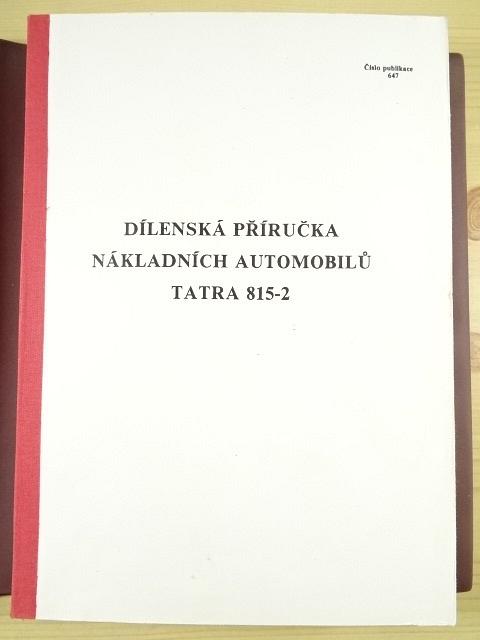 Číslo publikace
647
DÍLENSKÁ PŘÍRUČKA
NÁKLADNÍCH AUTOMOBILŮ
TATRA 815-2